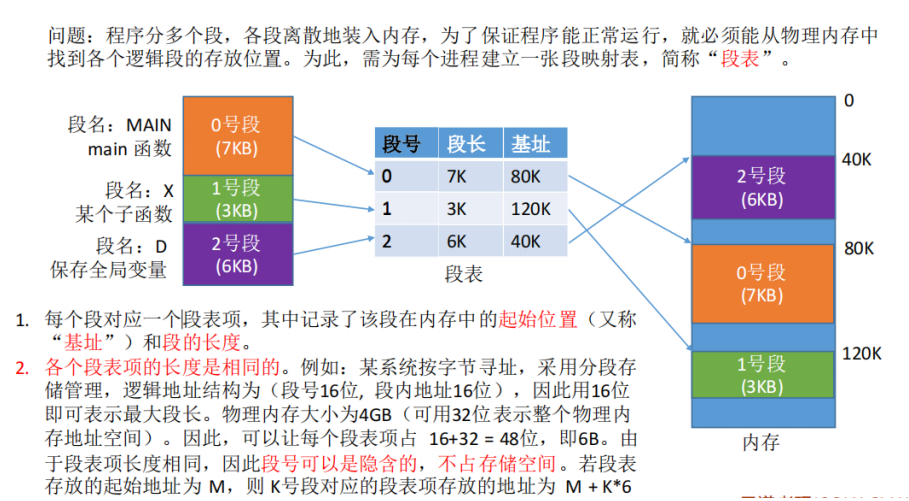 问题：程序分多个段，各段离散地装入内存，为了保证程序能正常运行，就必须能从物理内存中
找到各个逻辑段的存放位置。为此，需为每个进程建立一张段映射表，简称“段表”。
段名：MAIN
main 函数
0号段
(7KB)
段名：X
某个子函数
1号段
(3KB)
段名：D
保存全局变量
2号段
(6KB)
段号 段长 基址
0 7K 80K
1 3K 120K
2 6K 40K
段表
0
40K
2号段
(6KB)
80K
0号段
(7KB)
120K
1号段
(3KB)
内存
1. 每个段对应一个段表项，其中记录了该段在内存中的起始位置（又称
“基址”）和段的长度。
2. 各个段表项的长度是相同的。例如：某系统按字节寻址，采用分段存
储管理，逻辑地址结构为（段号16位, 段内地址16位），因此用16位
即可表示最大段长。物理内存大小为4GB（可用32位表示整个物理内
存地址空间）。因此，可以让每个段表项占 16+32 = 48位，即6B。由
于段表项长度相同，因此段号可以是隐含的，不占存储空间。若段表
存放的起始地址为 M，则 K号段对应的段表项存放的地址为 M + K*6